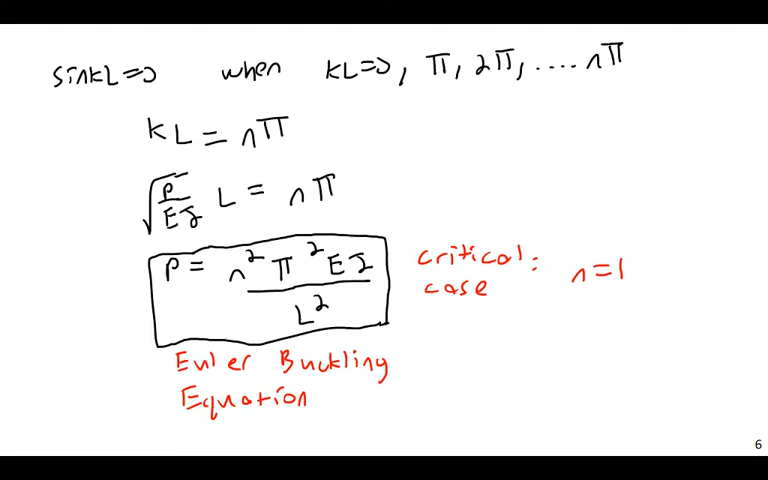 sinkL=0 when kL=0, π, 2π, .... nπ
kL = nπ
√(P/EI) L = nπ
P = n²π²EI / L²
critical case: n=1
Euler Buckling
Equation
6